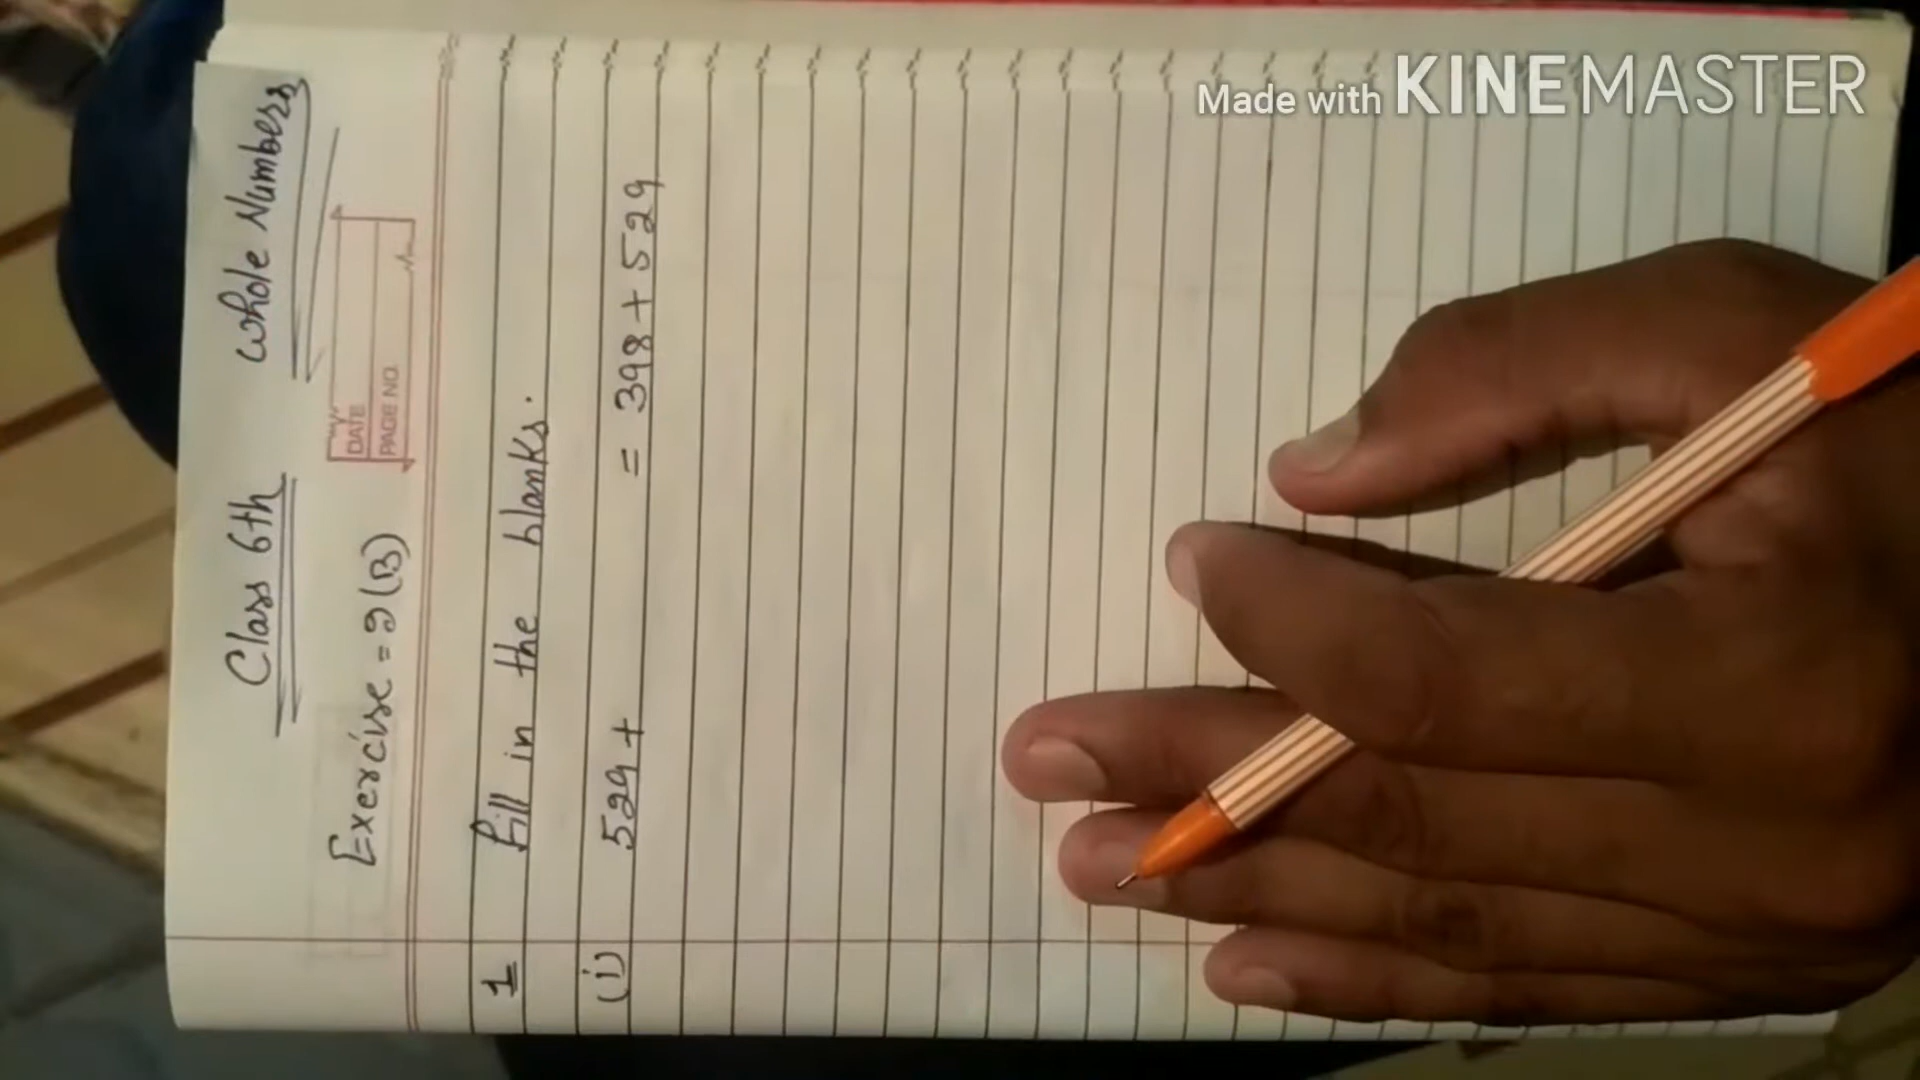 Made with KINEMASTER
Class 6th Whole Numbers
DATE
PAGE NO.
Exercise = 2(B)
1 Fill in the blanks.
(i) 529 + = 398 + 529